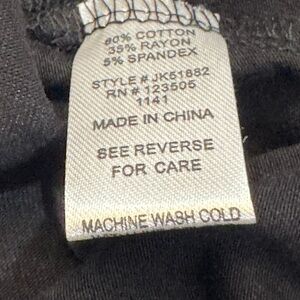 60% COTTON
35% RAYON
5% SPANDEX
STYLE # JK51882
RN # 123505
1141
MADE IN CHINA
SEE REVERSE
FOR CARE
MACHINE WASH COLD